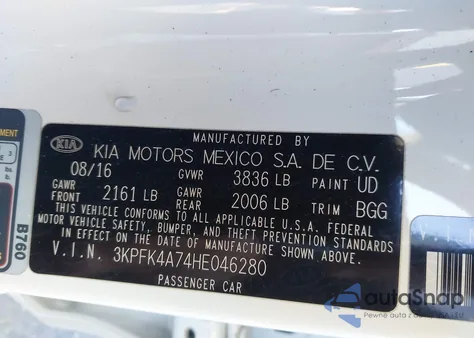 MANUFACTURED BY
KIA KIA MOTORS MEXICO S.A. DE C.V.
08/16 GVWR 3836 LB PAINT UD
GAWR FRONT 2161 LB GAWR REAR 2006 LB TRIM BGG
THIS VEHICLE CONFORMS TO ALL APPLICABLE U.S.A. FEDERAL
MOTOR VEHICLE SAFETY, BUMPER, AND THEFT PREVENTION STANDARDS
IN EFFECT ON THE DATE OF MANUFACTURE SHOWN ABOVE.
V.I.N. 3KPFK4A74HE046280
PASSENGER CAR
B760
autoSnap